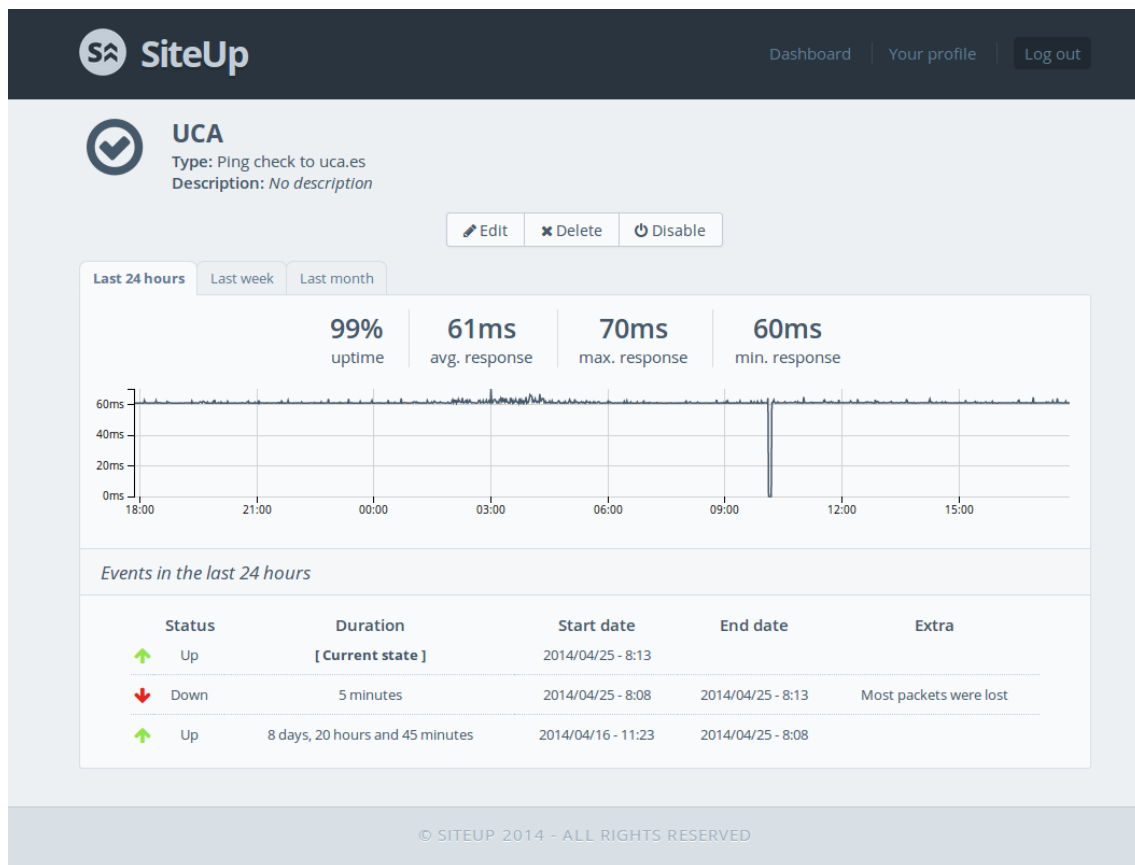 S SiteUp
Dashboard Your profile Log out
UCA
Type: Ping check to uca.es
Description: No description
Edit Delete Disable
Last 24 hours Last week Last month
99% 61ms 70ms 60ms
uptime avg. response max. response min. response
60ms
40ms
20ms
0ms
18:00 21:00 00:00 03:00 06:00 09:00 12:00 15:00
Events in the last 24 hours
Status Duration Start date End date Extra
Up [ Current state ] 2014/04/25 - 8:13
Down 5 minutes 2014/04/25 - 8:08 2014/04/25 - 8:13 Most packets were lost
Up 8 days, 20 hours and 45 minutes 2014/04/16 - 11:23 2014/04/25 - 8:08
© SITEUP 2014 - ALL RIGHTS RESERVED